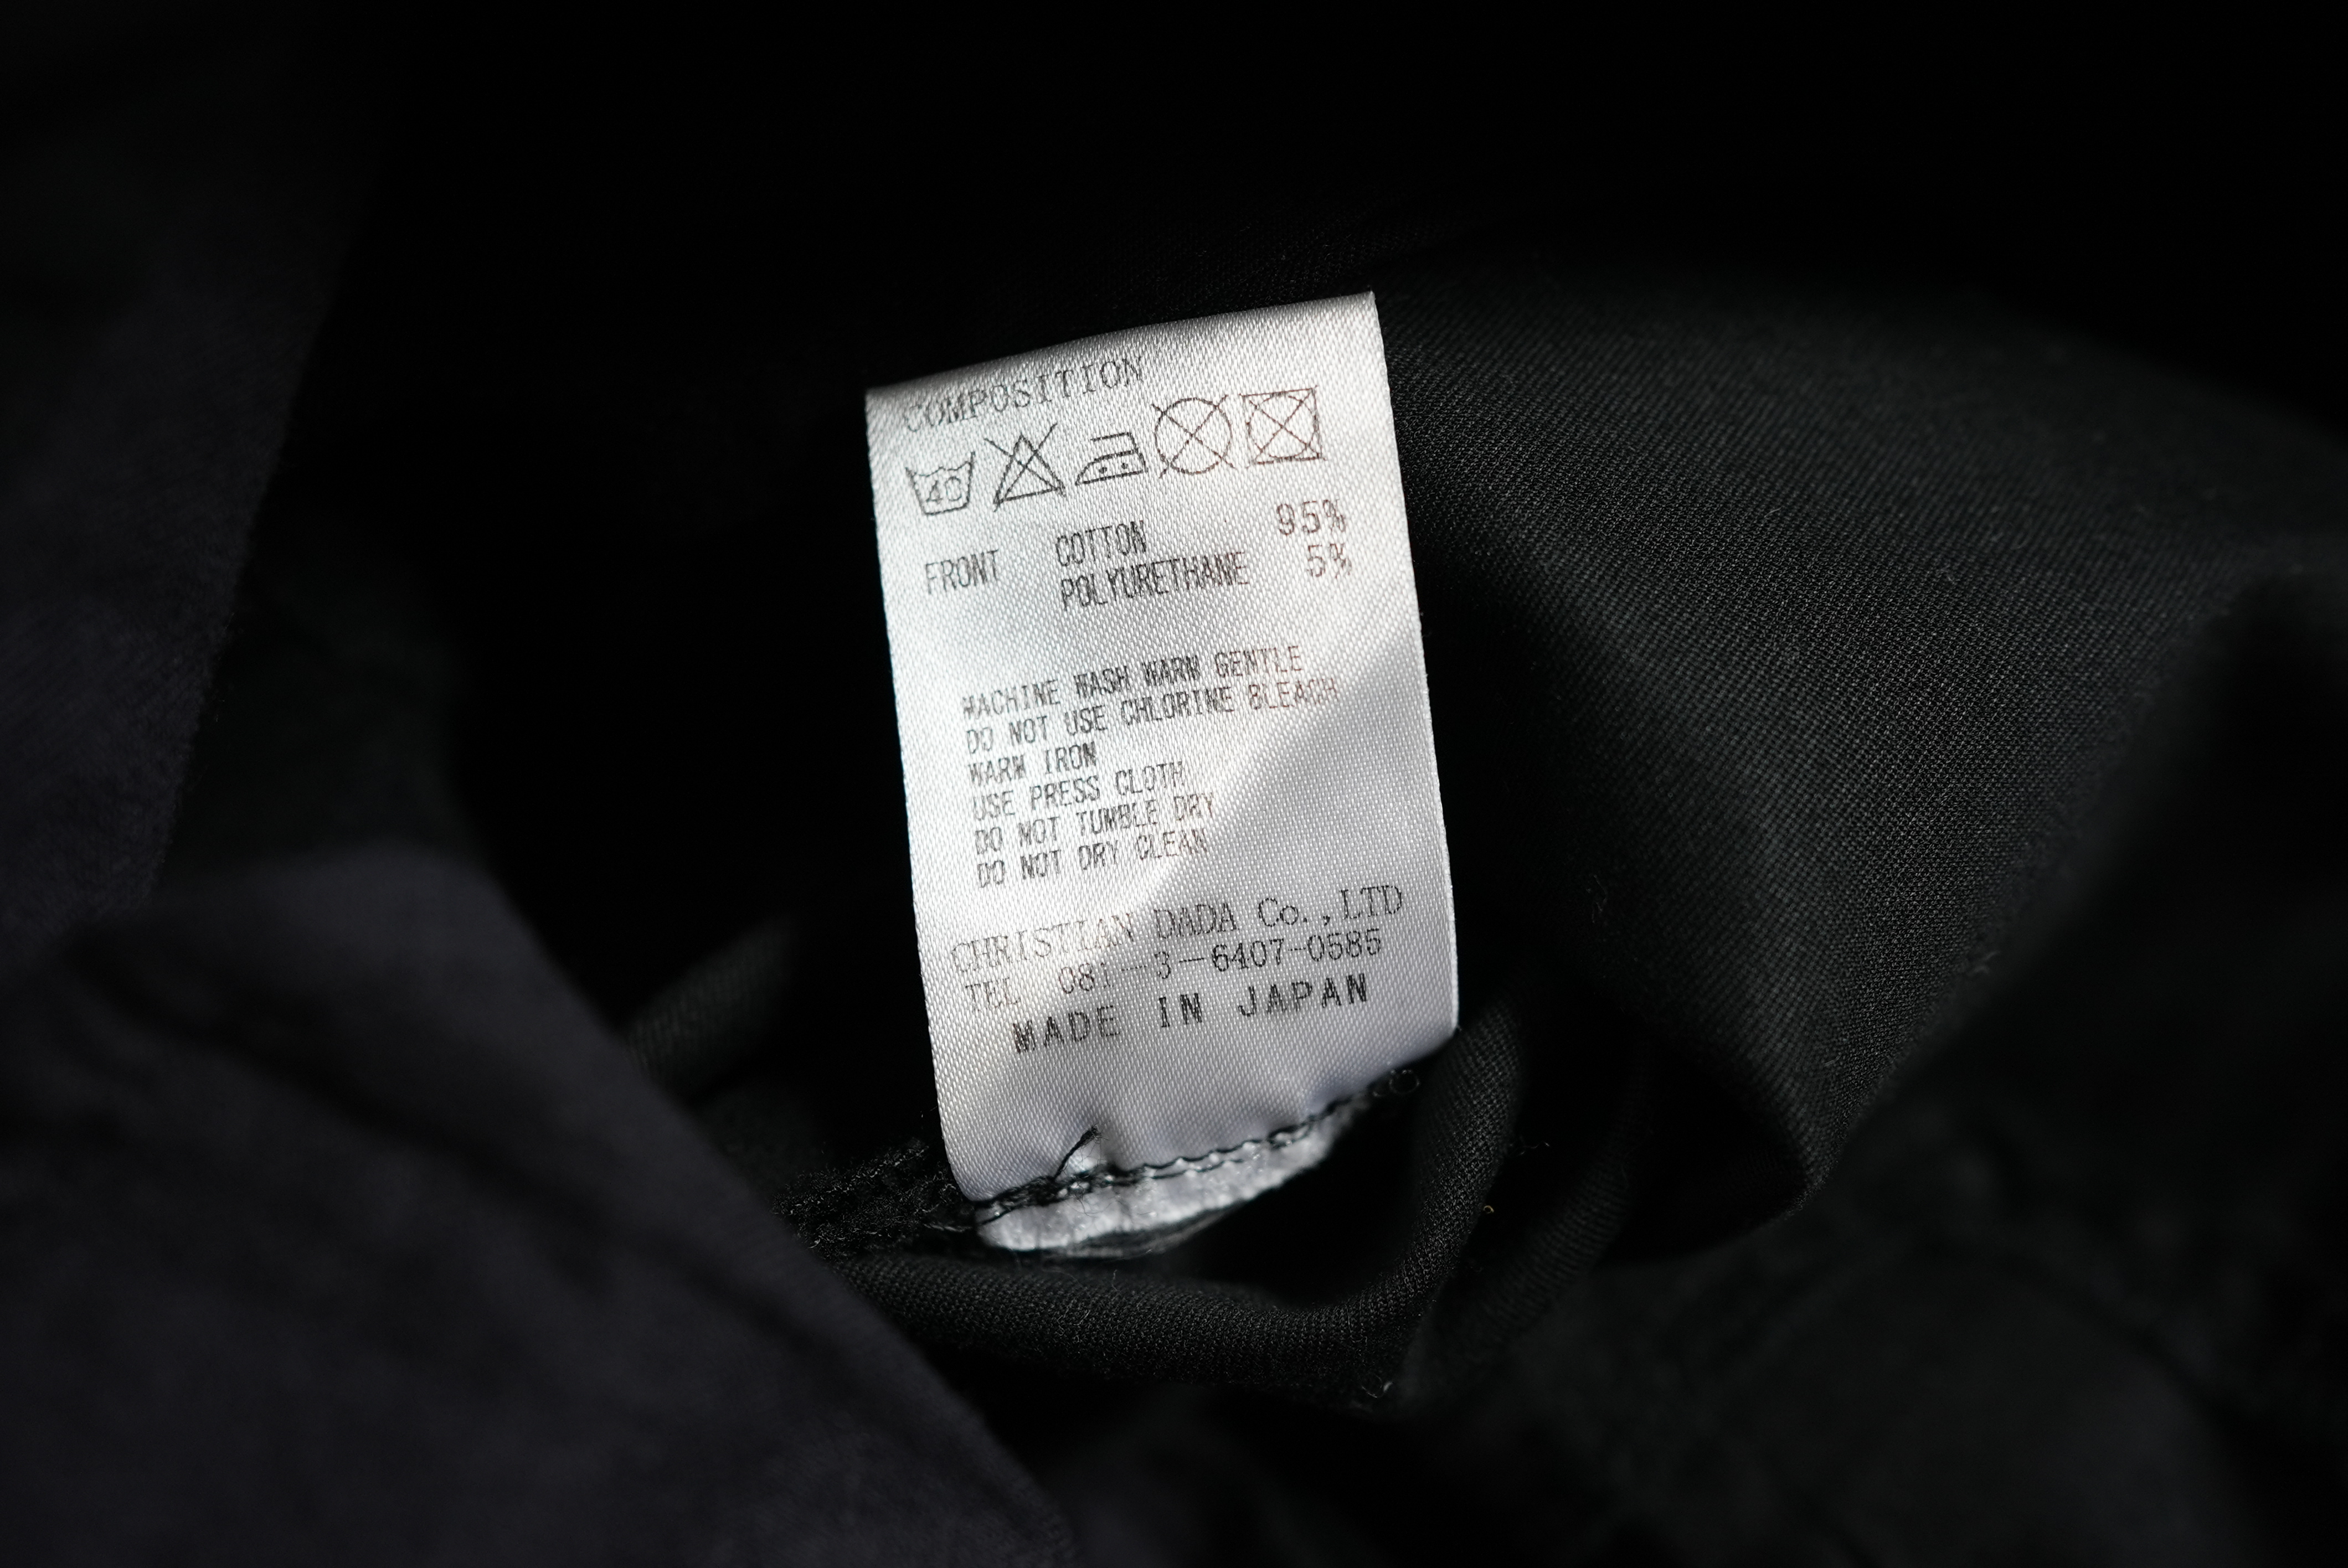 COMPOSITION
40
FRONT COTTON 95%
POLYURETHANE 5%
MACHINE WASH WARM GENTLE
DO NOT USE CHLORINE BLEACH
WARM IRON
USE PRESS CLOTH
DO NOT TUMBLE DRY
DO NOT DRY CLEAN
CHRISTIAN DADA Co.,LTD
TEL 081-3-6407-0585
MADE IN JAPAN